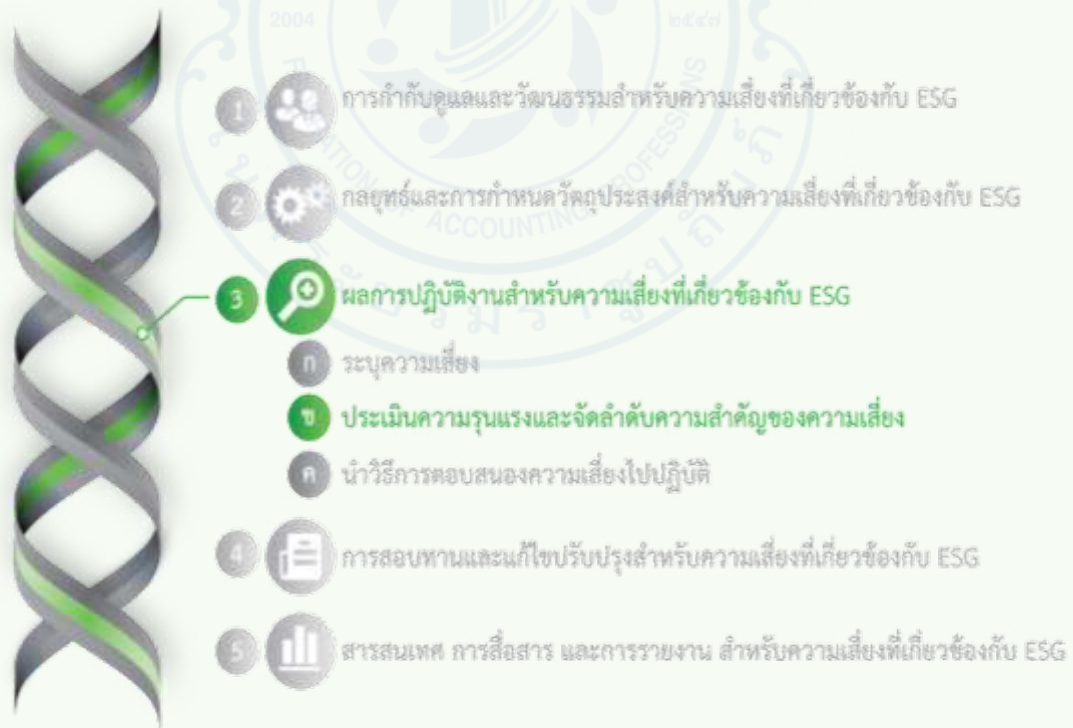 2004
๒๕๔๗
1 การกำกับดูแลและวัฒนธรรมสำหรับความเสี่ยงที่เกี่ยวข้องกับ ESG
2 กลยุทธ์และการกำหนดวัตถุประสงค์สำหรับความเสี่ยงที่เกี่ยวข้องกับ ESG
3 ผลการปฏิบัติงานสำหรับความเสี่ยงที่เกี่ยวข้องกับ ESG
ก ระบุความเสี่ยง
ข ประเมินความรุนแรงและจัดลำดับความสำคัญของความเสี่ยง
ค นำวิธีการตอบสนองความเสี่ยงไปปฏิบัติ
4 การสอบทานและแก้ไขปรับปรุงสำหรับความเสี่ยงที่เกี่ยวข้องกับ ESG
5 สารสนเทศ การสื่อสาร และการรายงาน สำหรับความเสี่ยงที่เกี่ยวข้องกับ ESG
OF ACCOUNTING PROFESSIONS